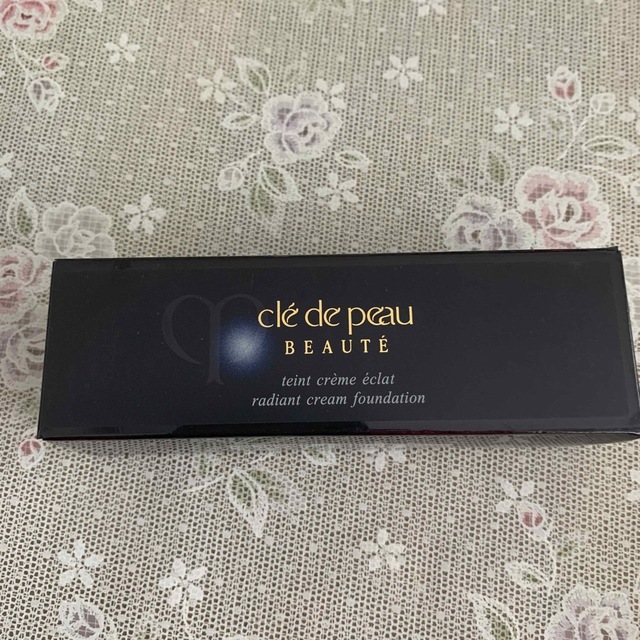 clé de peau
BEAUTÉ
teint crème éclat
radiant cream foundation